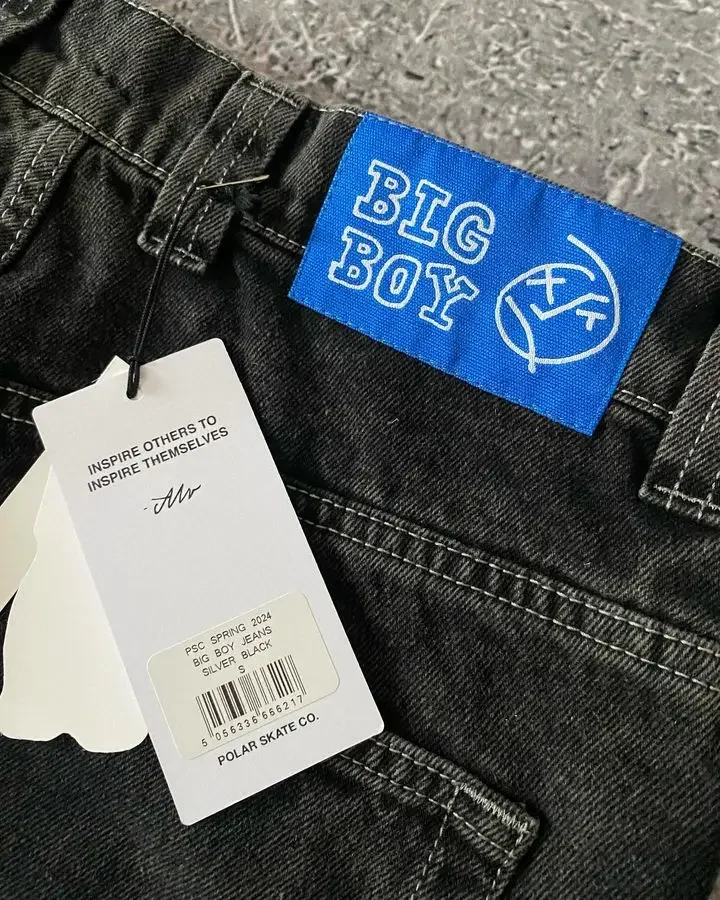 BIG
BOY
INSPIRE OTHERS TO
INSPIRE THEMSELVES
PSC SPRING 2024
BIG BOY JEANS
SILVER BLACK
S
5 056336 656217
POLAR SKATE CO.